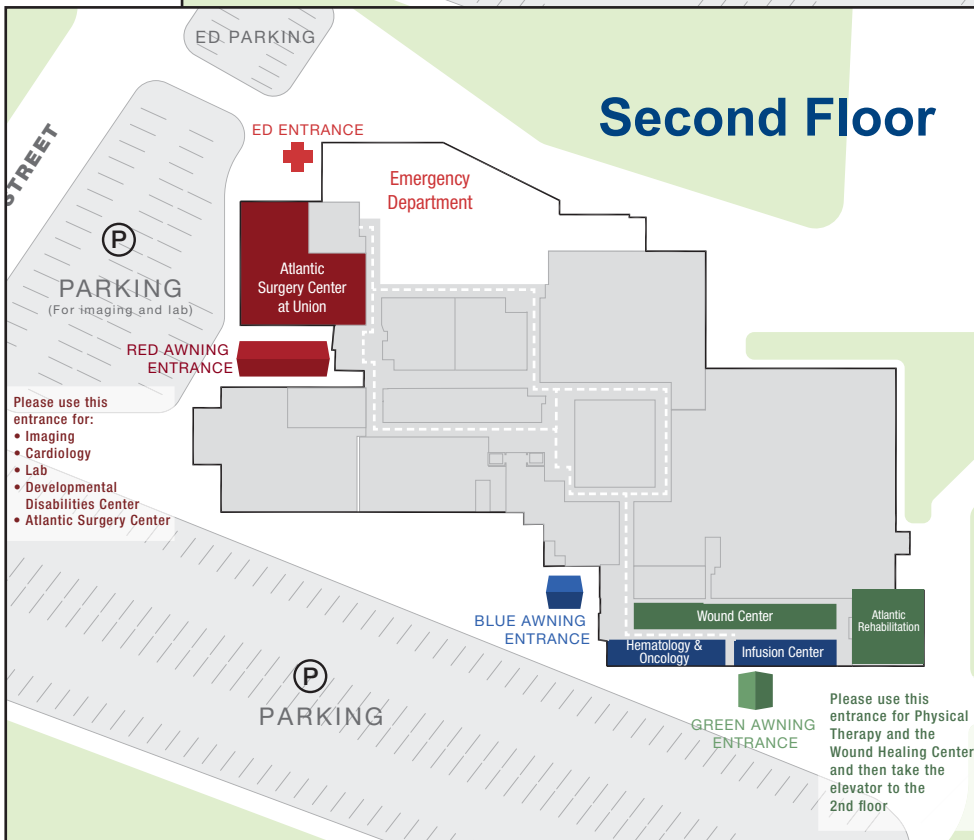 ED PARKING
Second Floor
STREET
ED ENTRANCE
Emergency
Department
P
PARKING
(For imaging and lab)
Atlantic
Surgery Center
at Union
RED AWNING
ENTRANCE
Please use this
entrance for:
• Imaging
• Cardiology
• Lab
• Developmental
Disabilities Center
• Atlantic Surgery Center
BLUE AWNING
ENTRANCE
Wound Center
Atlantic
Rehabilitation
Hematology &
Oncology
Infusion Center
P
PARKING
GREEN AWNING
ENTRANCE
Please use this
entrance for Physical
Therapy and the
Wound Healing Center
and then take the
elevator to the
2nd floor